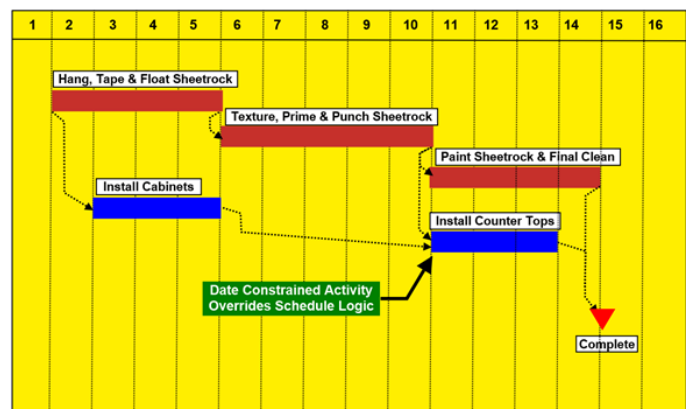 1 2 3 4 5 6 7 8 9 10 11 12 13 14 15 16
Hang, Tape & Float Sheetrock
Texture, Prime & Punch Sheetrock
Paint Sheetrock & Final Clean
Install Cabinets
Install Counter Tops
Date Constrained Activity
Overrides Schedule Logic
Complete